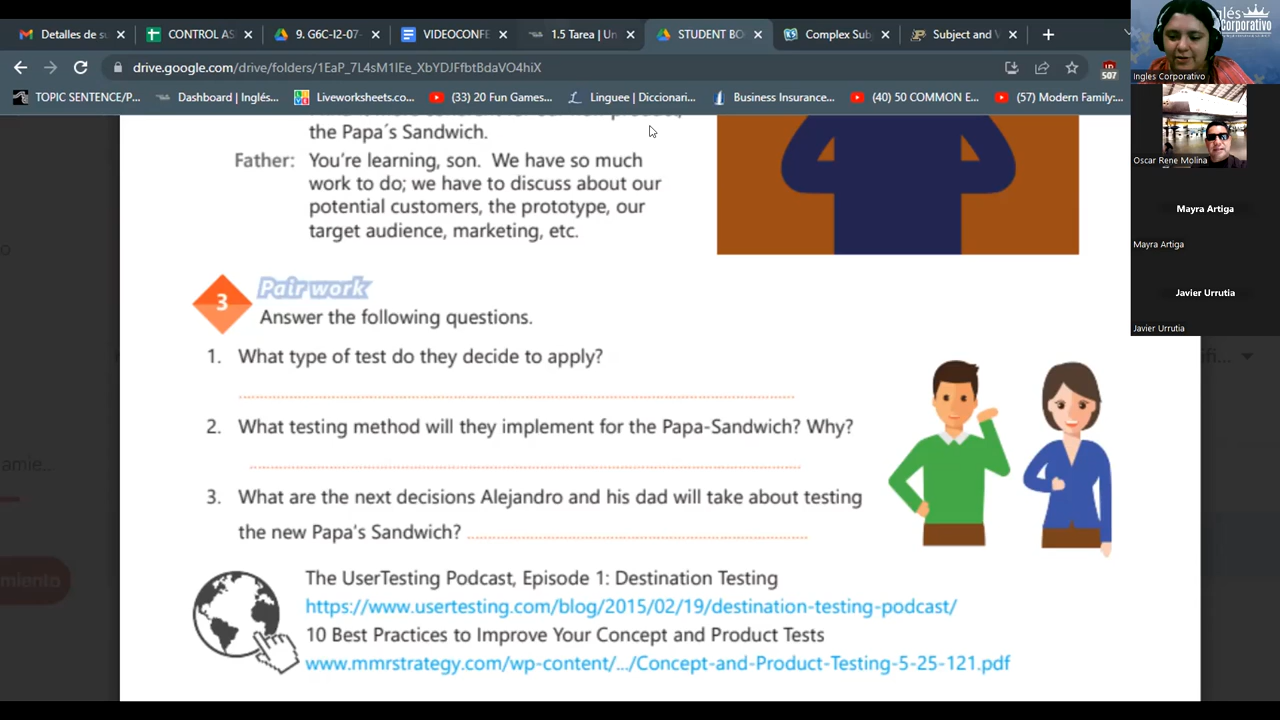 Detalles de su
CONTROL AS
9. G6C-12-07-
VIDEOCONFE
1.5 Tarea | Un
STUDENT BO
Complex Sub
Subject and V
drive.google.com/drive/folders/1EaP_7L4sM1IEe_XbYDJFfbtBdaVO4hiX
507
TOPIC SENTENCE/P...
Dashboard | Inglés...
Liveworksheets.co...
(33) 20 Fun Games...
Linguee | Diccionari...
Business Insurance...
(40) 50 COMMON E...
(57) Modern Family:...
the Papa´s Sandwich.
Father: You're learning, son. We have so much
work to do; we have to discuss about our
potential customers, the prototype, our
target audience, marketing, etc.
3 Pair work
Answer the following questions.
1. What type of test do they decide to apply?
2. What testing method will they implement for the Papa-Sandwich? Why?
3. What are the next decisions Alejandro and his dad will take about testing
the new Papa's Sandwich?
The UserTesting Podcast, Episode 1: Destination Testing
https://www.usertesting.com/blog/2015/02/19/destination-testing-podcast/
10 Best Practices to Improve Your Concept and Product Tests
www.mmrstrategy.com/wp-content/.../Concept-and-Product-Testing-5-25-121.pdf
glés
Corporativo
Ingles Corporativo
Oscar Rene Molina
Mayra Artiga
Mayra Artiga
Javier Urrutia
Javier Urrutia
amie...
miento
ifi...